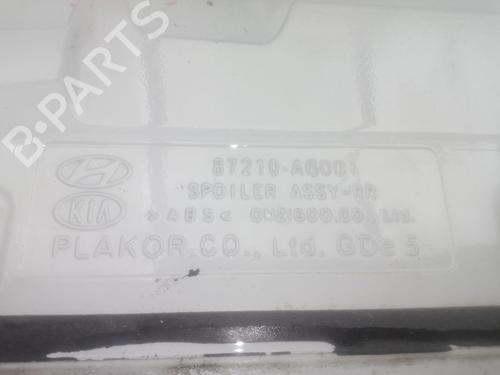 B-PARTS
87210-A6001
SPOILER ASSY-RR
KIA
>ABS<
PLAKOR CO., Ltd. GDe 5